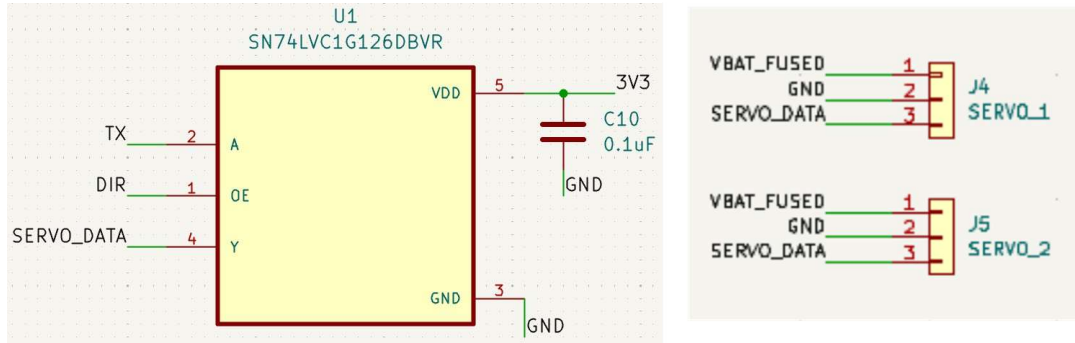 U1
SN74LVC1G126DBVR
VDD 5 3V3
C10
0.1uF
GND
TX 2 A
DIR 1 OE
SERVO_DATA 4 Y
GND 3
GND
VBAT_FUSED 1
GND 2
SERVO_DATA 3
J4
SERVO_1
VBAT_FUSED 1
GND 2
SERVO_DATA 3
J5
SERVO_2